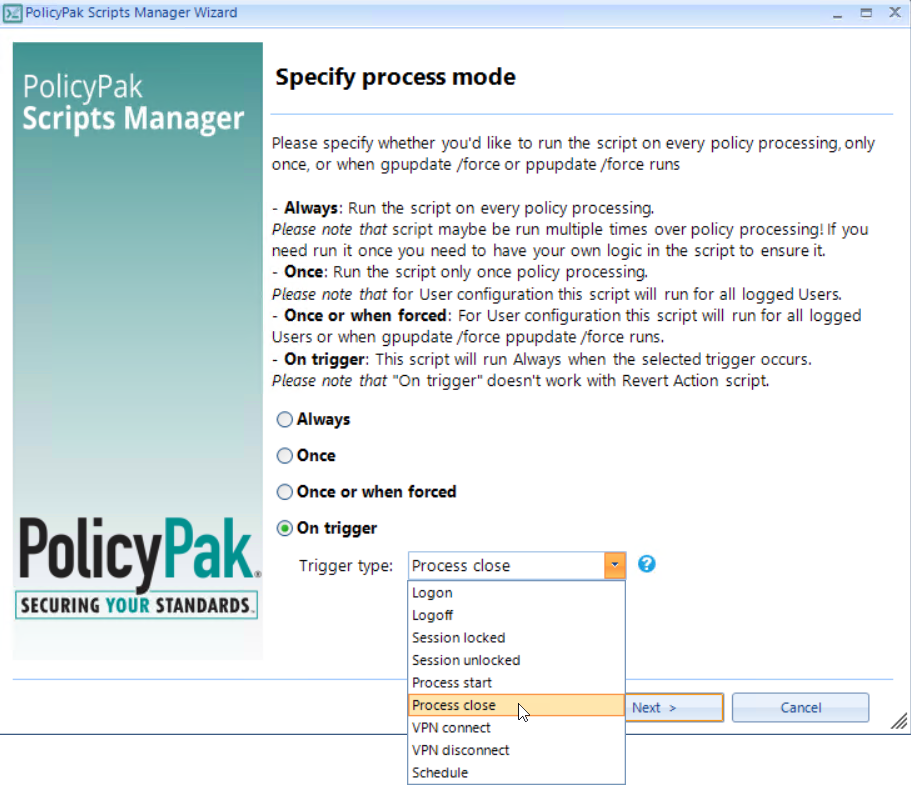 PolicyPak Scripts Manager Wizard
PolicyPak
Scripts Manager
Specify process mode
Please specify whether you'd like to run the script on every policy processing, only
once, or when gpupdate /force or ppupdate /force runs
- Always: Run the script on every policy processing.
Please note that script maybe be run multiple times over policy processing! If you
need run it once you need to have your own logic in the script to ensure it.
- Once: Run the script only once policy processing.
Please note that for User configuration this script will run for all logged Users.
- Once or when forced: For User configuration this script will run for all logged
Users or when gpupdate /force ppupdate /force runs.
- On trigger: This script will run Always when the selected trigger occurs.
Please note that "On trigger" doesn't work with Revert Action script.
Always
Once
Once or when forced
On trigger
Trigger type: Process close
Logon
Logoff
Session locked
Session unlocked
Process start
Process close
VPN connect
VPN disconnect
Schedule
PolicyPak®
SECURING YOUR STANDARDS.
Next >
Cancel